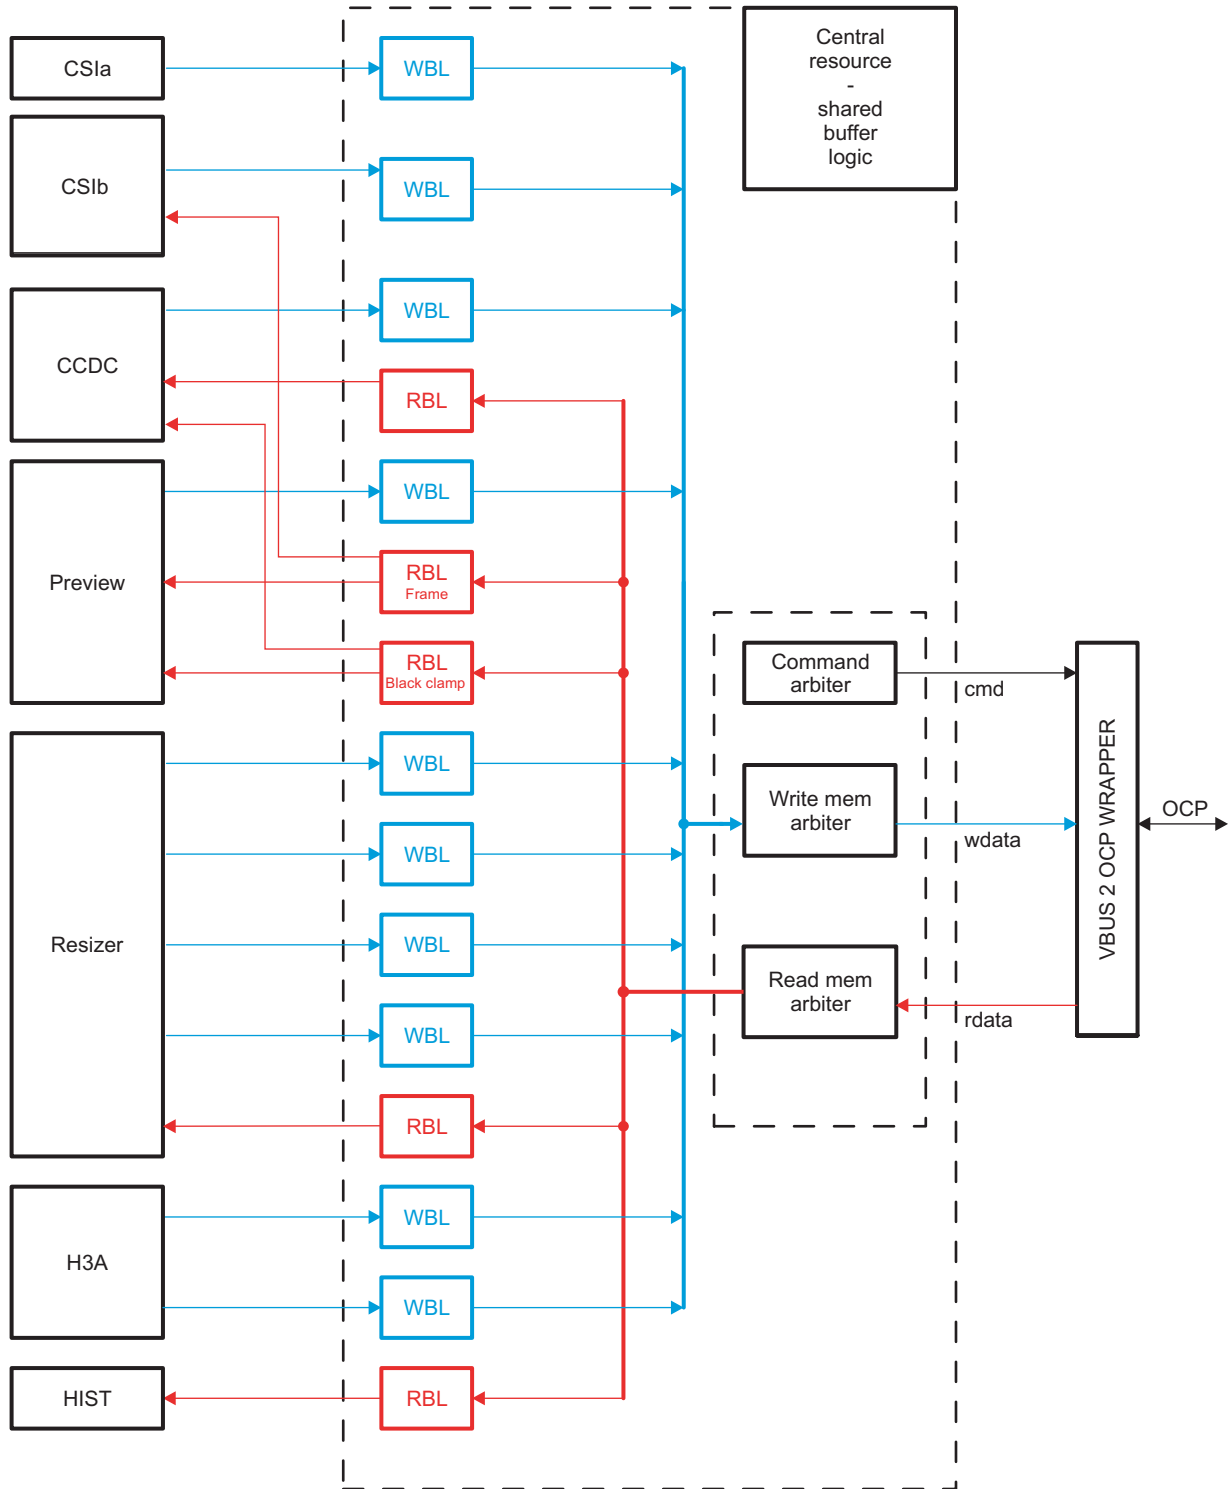 Central
resource
-
shared
buffer
logic
CSIa
WBL
CSIb
WBL
CCDC
WBL
RBL
Preview
WBL
RBL
Frame
RBL
Black clamp
Command
arbiter
cmd
Resizer
WBL
WBL
WBL
WBL
RBL
Write mem
arbiter
wdata
Read mem
arbiter
rdata
VBUS 2 OCP WRAPPER
OCP
H3A
WBL
WBL
HIST
RBL